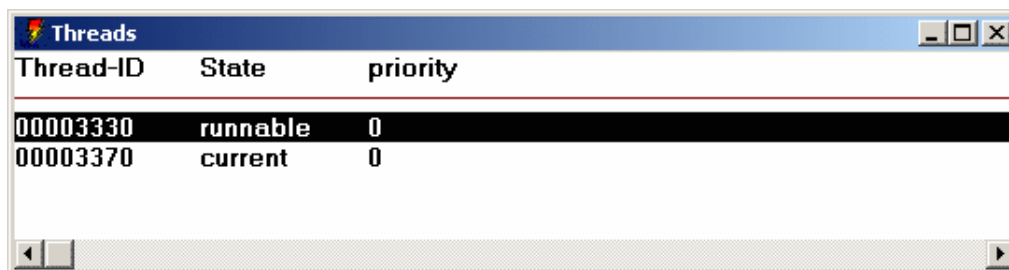 Threads
Thread-ID State priority
00003330 runnable 0
00003370 current 0